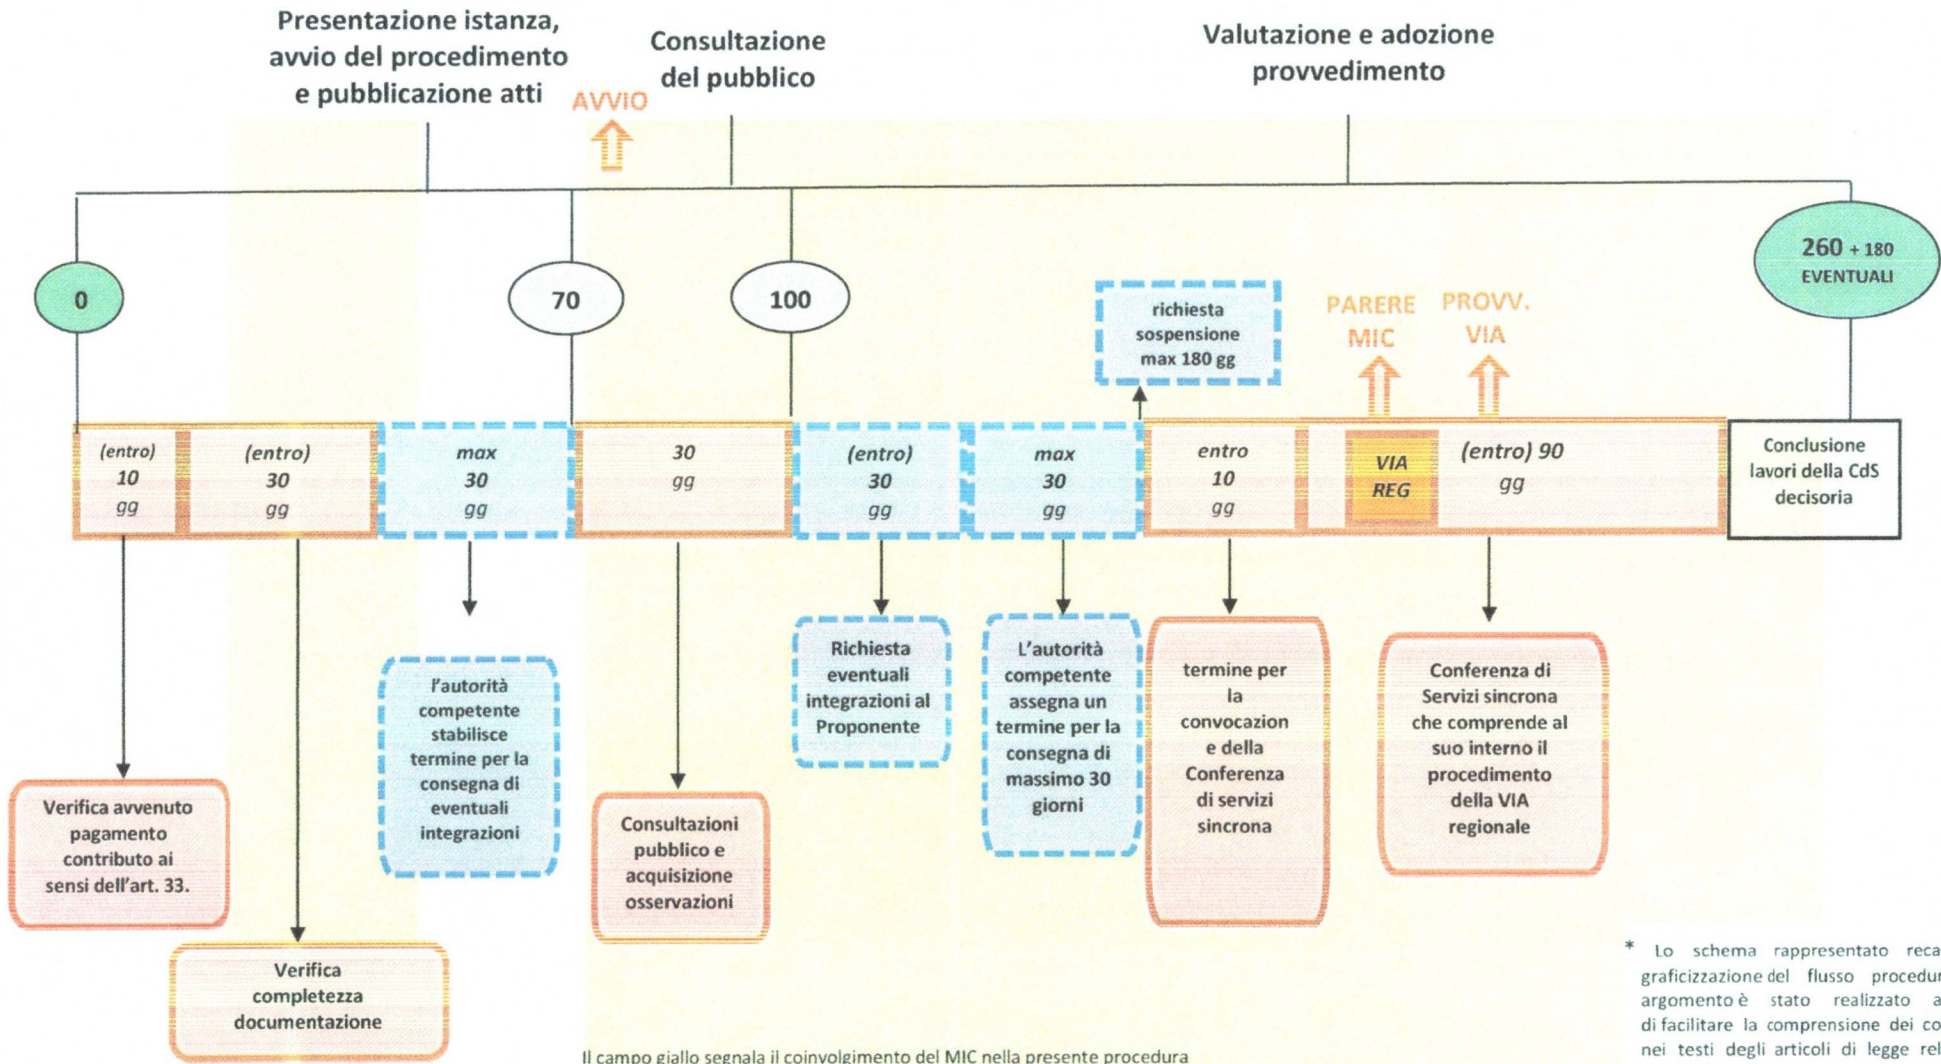 Presentazione istanza,
avvio del procedimento
e pubblicazione atti
AVVIO
Consultazione
del pubblico
Valutazione e adozione
provvedimento
0
70
100
260 + 180
EVENTUALI
richiesta
sospensione
max 180 gg
PARERE
MIC
PROVV.
VIA
(entro)
10
gg
(entro)
30
gg
max
30
gg
30
gg
(entro)
30
gg
max
30
gg
entro
10
gg
VIA
REG
(entro) 90
gg
Conclusione
lavori della CdS
decisoria
Verifica avvenuto
pagamento
contributo ai
sensi dell'art. 33.
Verifica
completezza
documentazione
l'autorità
competente
stabilisce
termine per la
consegna di
eventuali
integrazioni
Consultazioni
pubblico e
acquisizione
osservazioni
Richiesta
eventuali
integrazioni al
Proponente
L'autorità
competente
assegna un
termine per la
consegna di
massimo 30
giorni
termine per
la
convocazion
e della
Conferenza
di servizi
sincrona
Conferenza di
Servizi sincrona
che comprende al
suo interno il
procedimento
della VIA
regionale
* Lo schema rappresentato reca
graficizzazione del flusso procedur
argomento è stato realizzato a
di facilitare la comprensione dei co
nei testi degli articoli di legge rel
Il campo giallo segnala il coinvolgimento del MIC nella presente procedura